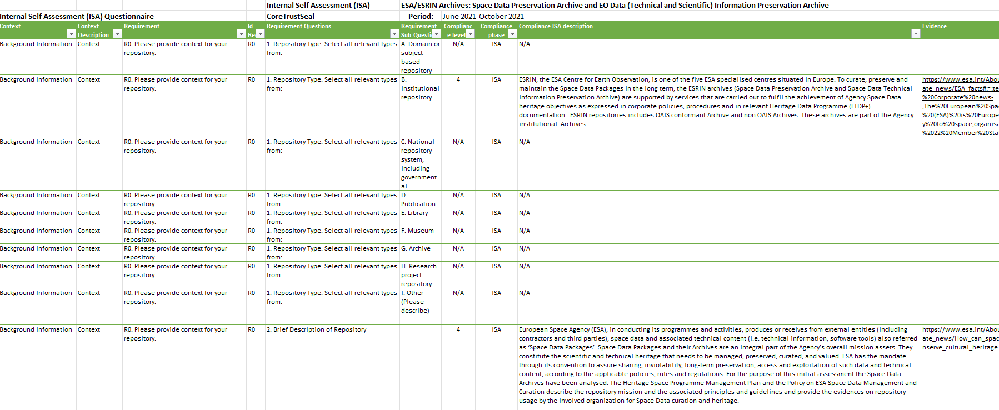 Internal Self Assessment (ISA) ESA/ESRIN Archives: Space Data Preservation Archive and EO Data (Technical and Scientific) Information Preservation Archive
Internal Self Assessment (ISA) Questionnaire CoreTrustSeal Period: June 2021-October 2021
Context Context Requirement Id Requirement Questions Requirement Complianc Compliance Compliance ISA description Evidence
Description Re Sub-Questi e level phase
Background Information Context R0. Please provide context for your R0 1. Repository Type. Select all relevant types A. Domain or N/A ISA N/A
repository. from: subject-
based
repository
Background Information Context R0. Please provide context for your R0 1. Repository Type. Select all relevant types B. 4 ISA ESRIN, the ESA Centre for Earth Observation, is one of the five ESA specialised centres situated in Europe. To curate, preserve and https://www.esa.int/Abou
repository. from: Institutional maintain the Space Data Packages in the long term, the ESRIN archives (Space Data Preservation Archive and Space Data Technical ate_news/ESA_facts#:~:te
repository Information Preservation Archive) are supported by services that are carried out to fulfil the achievement of Agency Space Data %20Corporate%20news-
heritage objectives as expressed in corporate policies, procedures and in relevant Heritage Data Programme (LTDP+) ,The%20European%20Spa
documentation. ESRIN repositories includes OAIS conformant Archive and non OAIS Archives. These archives are part of the Agency %20(ESA)%20is%20Europe
institutional Archives. y%20to%20space,organisa
%2022%20Member%20Sta
Background Information Context R0. Please provide context for your R0 1. Repository Type. Select all relevant types C. National N/A ISA N/A
repository. from: repository
system,
including
government
al
Background Information Context R0. Please provide context for your R0 1. Repository Type. Select all relevant types D. N/A ISA N/A
repository. from: Publication
Background Information Context R0. Please provide context for your R0 1. Repository Type. Select all relevant types E. Library N/A ISA N/A
repository. from:
Background Information Context R0. Please provide context for your R0 1. Repository Type. Select all relevant types F. Museum N/A ISA N/A
repository. from:
Background Information Context R0. Please provide context for your R0 1. Repository Type. Select all relevant types G. Archive N/A ISA N/A
repository. from:
Background Information Context R0. Please provide context for your R0 1. Repository Type. Select all relevant types H. Research N/A ISA N/A
repository. from: project
repository
Background Information Context R0. Please provide context for your R0 1. Repository Type. Select all relevant types I. Other N/A ISA N/A
repository. from: (Please
describe)
Background Information Context R0. Please provide context for your R0 2. Brief Description of Repository 4 ISA European Space Agency (ESA), in conducting its programmes and activities, produces or receives from external entities (including https://www.esa.int/Abou
repository. contractors and third parties), space data and associated technical content (i.e. technical information, software tools) also referred ate_news/How_can_spac
as ‘Space Data Packages’. Space Data Packages and their Archives are an integral part of the Agency’s overall mission assets. They nserve_cultural_heritage
constitute the scientific and technical heritage that needs to be managed, preserved, curated, and valued. ESA has the mandate
through its convention to assure sharing, inviolability, long-term preservation, access and exploitation of such data and technical
content, according to the applicable policies, rules and regulations. For the purpose of this initial assessment the Space Data
Archives have been analysed. The Heritage Space Programme Management Plan and the Policy on ESA Space Data Management and
Curation describe the repository mission and the associated principles and guidelines and provide the evidences on repository
usage by the involved organization for Space Data curation and heritage.